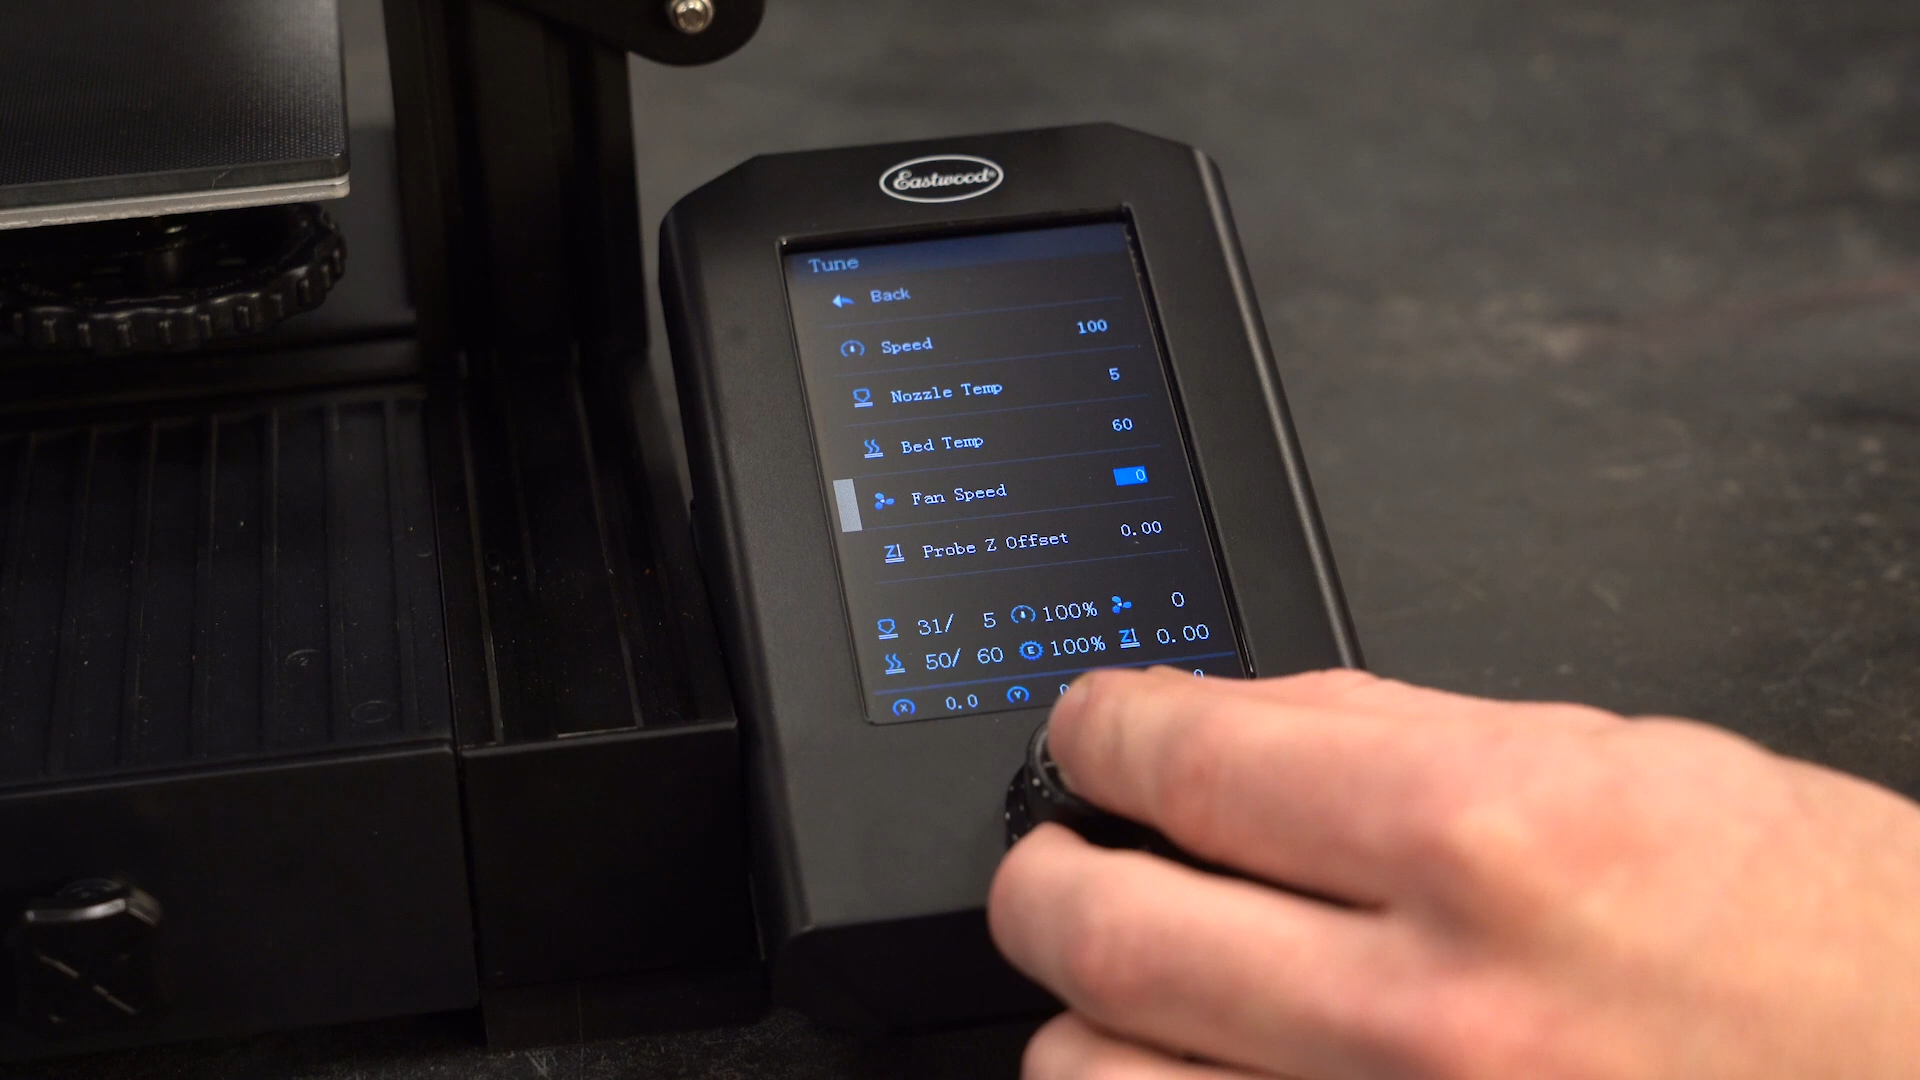 Eastwood®
Tune
Back
Speed 100
Nozzle Temp 5
Bed Temp 60
Fan Speed 0
Probe Z Offset 0.00
31/ 5 100% 0
50/ 60 E 100% Z 0.00
X 0.0 Y